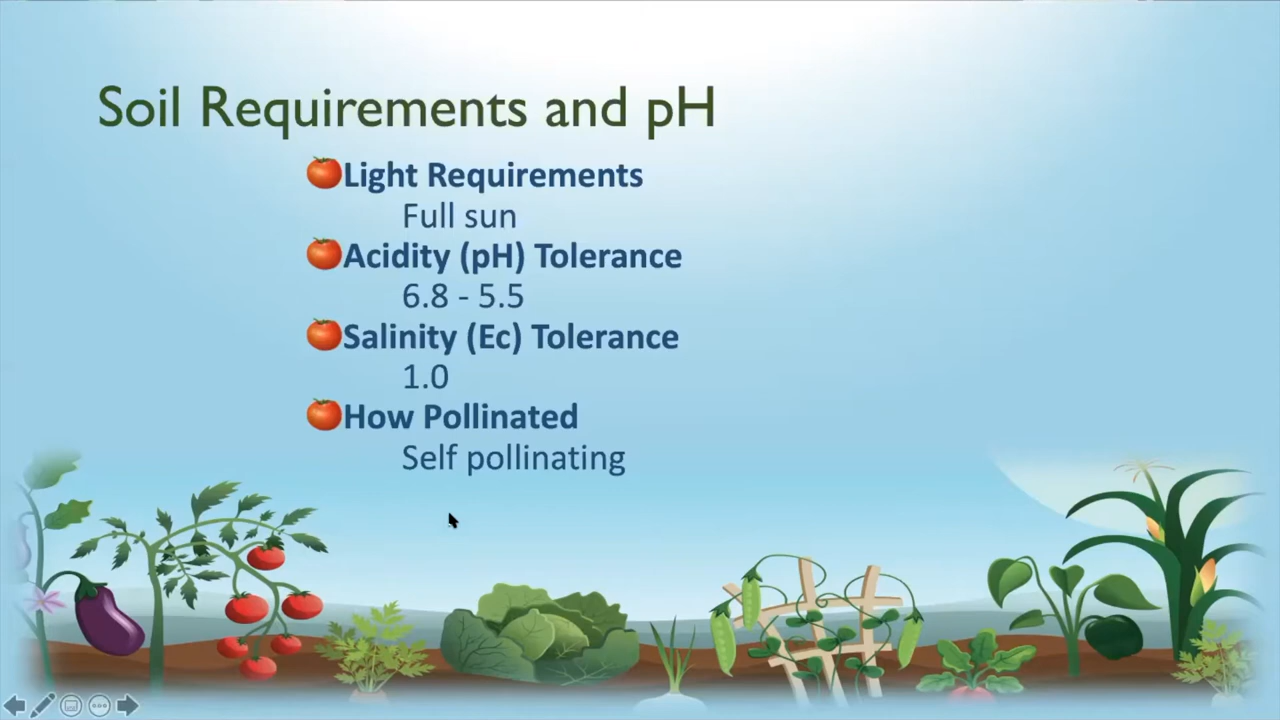 Soil Requirements and pH
Light Requirements
Full sun
Acidity (pH) Tolerance
6.8 - 5.5
Salinity (Ec) Tolerance
1.0
How Pollinated
Self pollinating